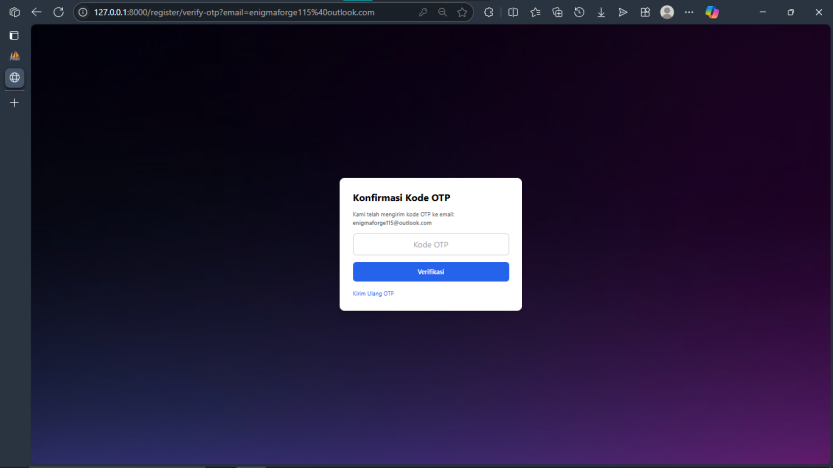 127.0.0.1:8000/register/verify-otp?email=enigmaforge115%40outlook.com
Konfirmasi Kode OTP
Kami telah mengirim kode OTP ke email:
enigmaforge115@outlook.com
Kode OTP
Verifikasi
Kirim Ulang OTP